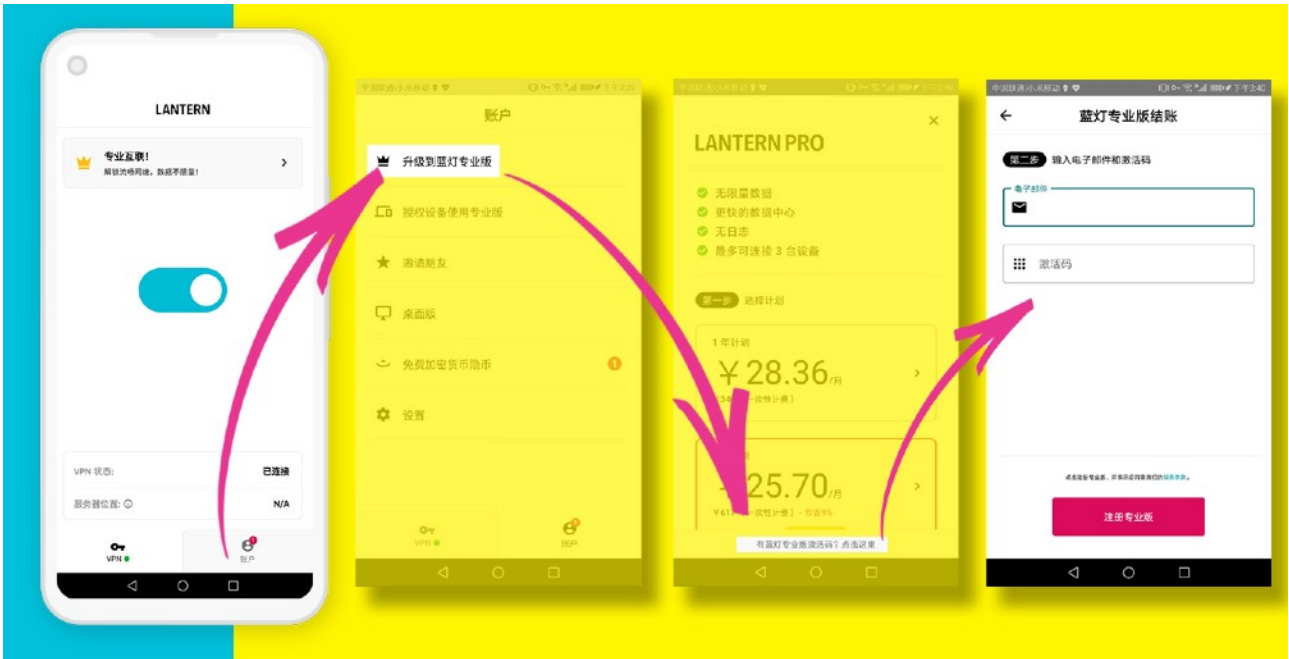 LANTERN
专业互联!
解锁流畅网速,数据不限量!
VPN 状态:
已连接
服务器位置:
N/A
VPN
账户
账户
升级到蓝灯专业版
授权设备使用专业版
邀请朋友
桌面版
免费加密货币隐币
1
设置
VPN
账户
LANTERN PRO
无限量数据
更快的数据中心
无日志
最多可连接 3 台设备
第一步 选择计划
1 年计划
¥28.36/月
25.70/月
有蓝灯专业版激活码?点击这里
下午3:40
蓝灯专业版结账
第二步 输入电子邮件和激活码
电子邮件
激活码
注册专业版